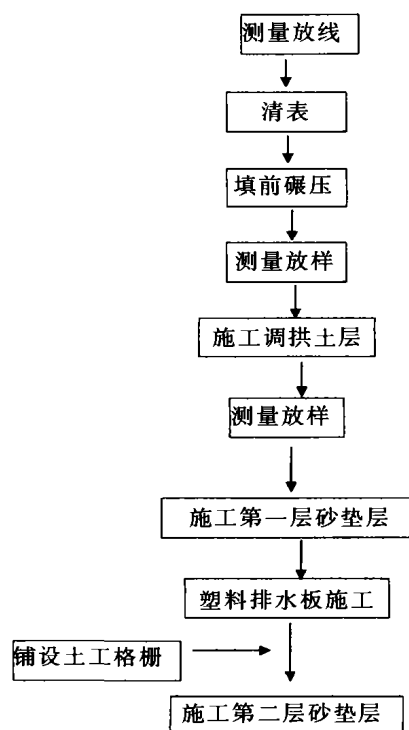 测量放线
清表
填前碾压
测量放样
施工调拱土层
测量放样
施工第一层砂垫层
塑料排水板施工
铺设土工格栅
施工第二层砂垫层